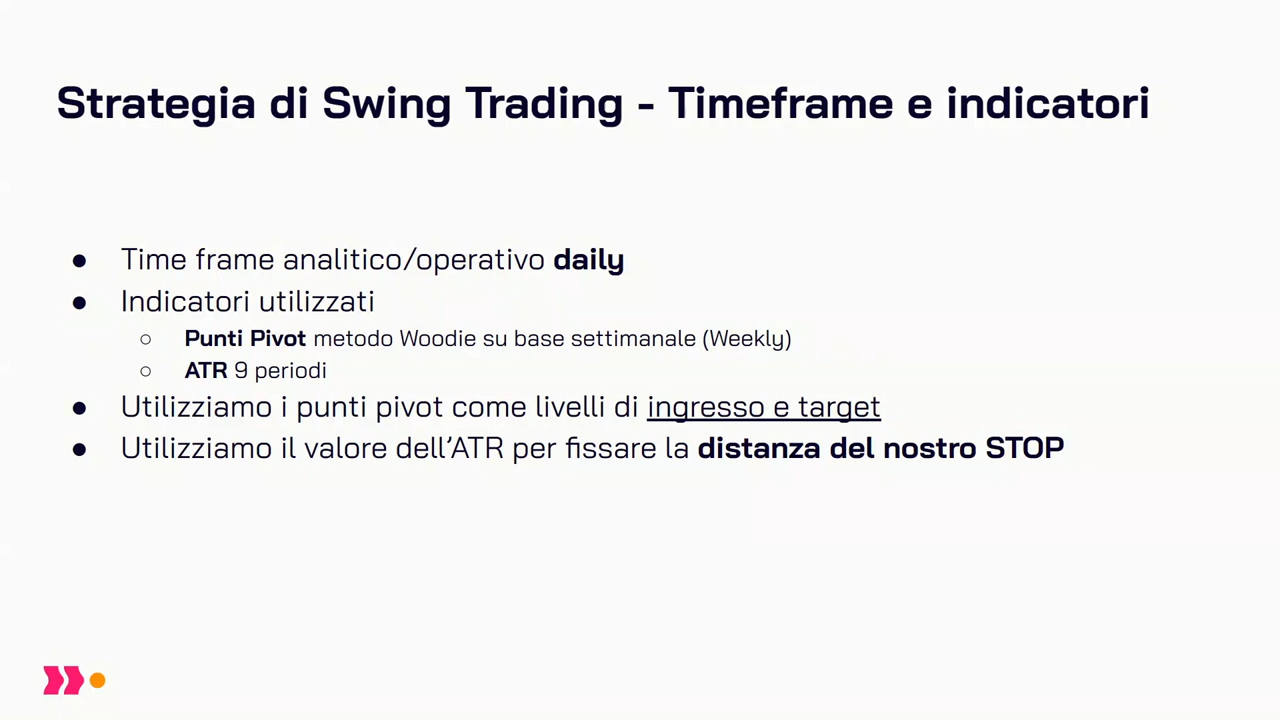 Strategia di Swing Trading - Timeframe e indicatori
● Time frame analitico/operativo daily
● Indicatori utilizzati
○ Punti Pivot metodo Woodie su base settimanale (Weekly)
○ ATR 9 periodi
● Utilizziamo i punti pivot come livelli di ingresso e target
● Utilizziamo il valore dell'ATR per fissare la distanza del nostro STOP